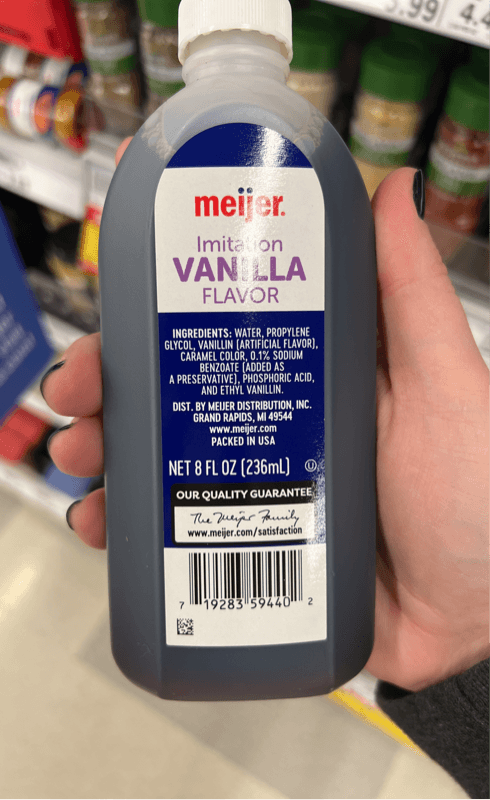 .99 4.4
meijer.
Imitation
VANILLA
FLAVOR
INGREDIENTS: WATER, PROPYLENE
GLYCOL, VANILLIN (ARTIFICIAL FLAVOR),
CARAMEL COLOR, 0.1% SODIUM
BENZOATE (ADDED AS
A PRESERVATIVE), PHOSPHORIC ACID,
AND ETHYL VANILLIN.
DIST. BY MEIJER DISTRIBUTION, INC.
GRAND RAPIDS, MI 49544
www.meijer.com
PACKED IN USA
NET 8 FL OZ (236mL) U
OUR QUALITY GUARANTEE
The Meijer Family
www.meijer.com/satisfaction
7 19283 59440 2